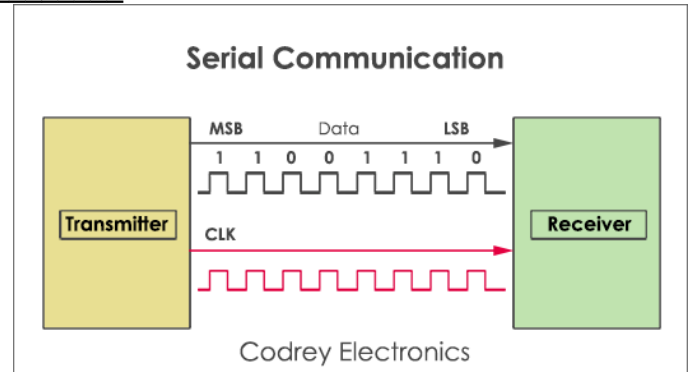 Serial Communication
MSB Data LSB
1 1 0 0 1 1 1 0
Transmitter
Receiver
CLK
Codrey Electronics